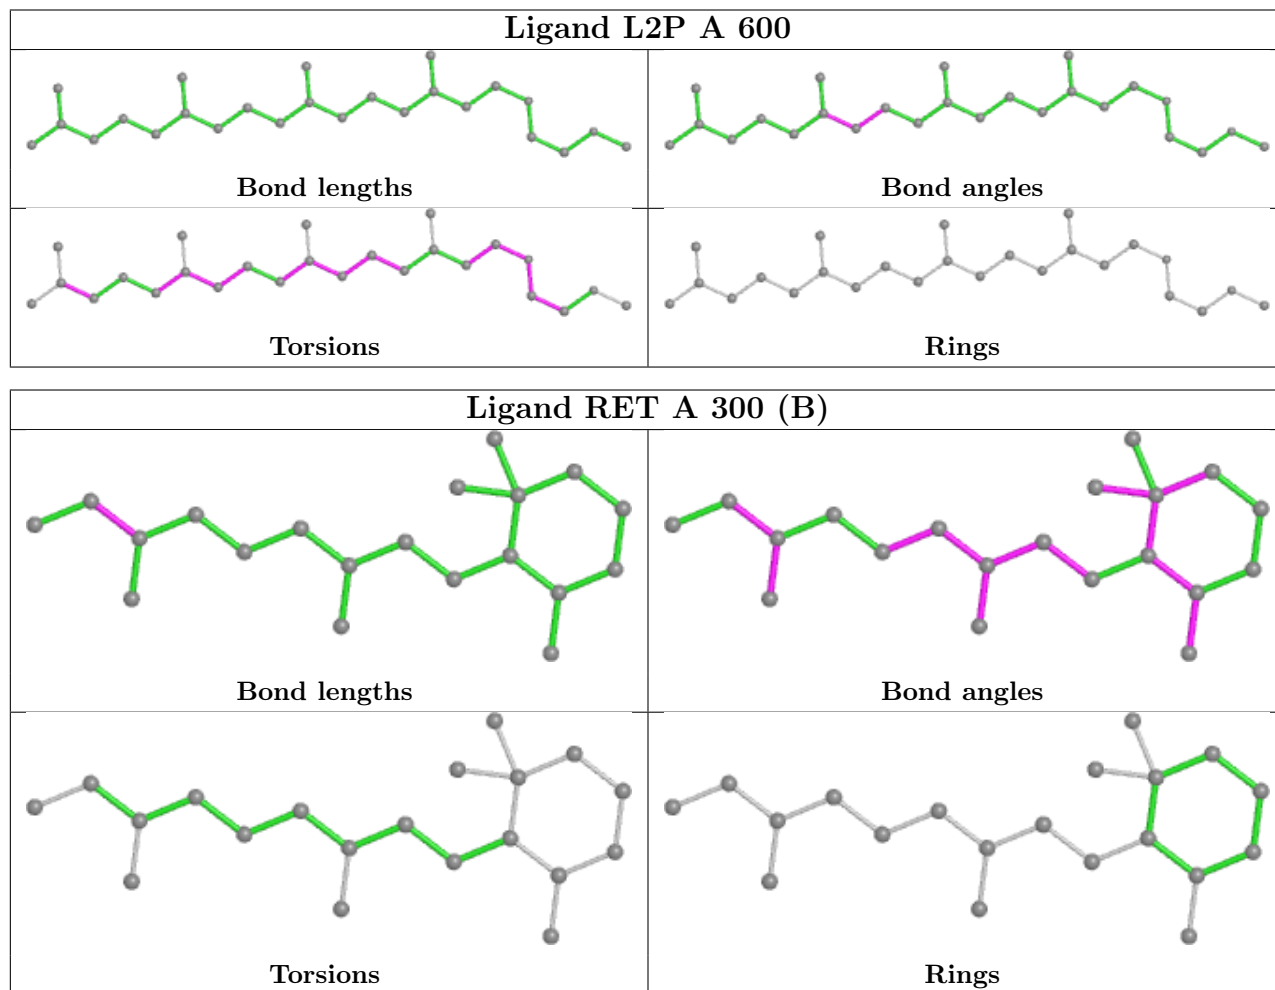 Ligand L2P A 600
Bond lengths
Bond angles
Torsions
Rings
Ligand RET A 300 (B)
Bond lengths
Bond angles
Torsions
Rings